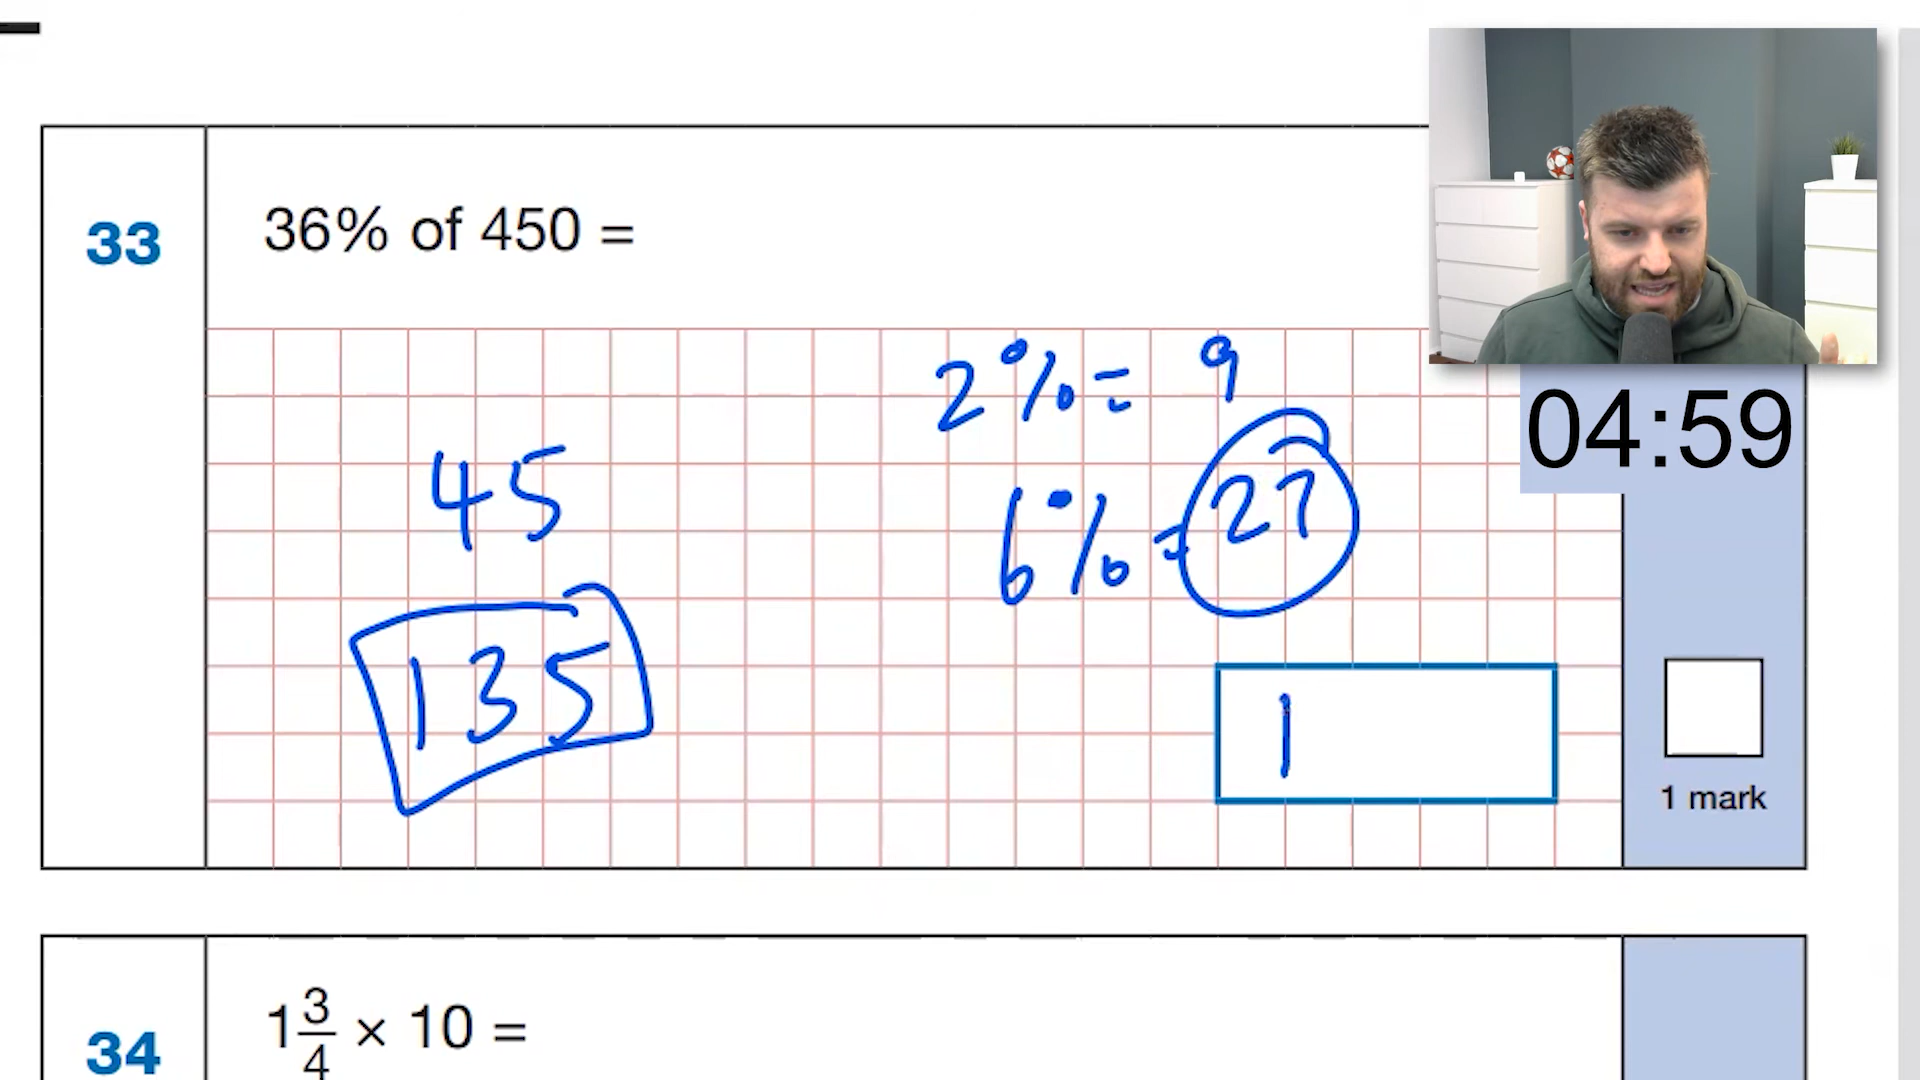 33
36% of 450 =
2% = 9
04:59
45
6% = 27
135
1
1 mark
34
1 3/4 × 10 =